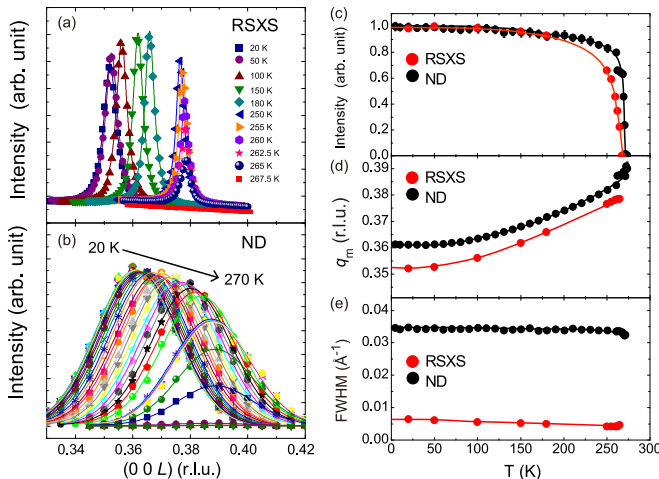 (a)
RSXS
20 K
50 K
100 K
150 K
180 K
250 K
255 K
260 K
262.5 K
265 K
267.5 K
Intensity (arb. unit)
(b)
ND
20 K
270 K
Intensity (arb. unit)
0.34
0.36
0.38
0.40
0.42
(0 0 L) (r.l.u.)
(c)
1.0
0.8
0.6
0.4
0.2
0.0
Intensity (arb. unit)
RSXS
ND
(d)
0.39
0.37
0.36
0.35
qm (r.l.u.)
RSXS
ND
(e)
0.04
0.03
0.02
0.01
0.00
FWHM (Å-1)
RSXS
ND
0
50
100
150
200
250
T (K)